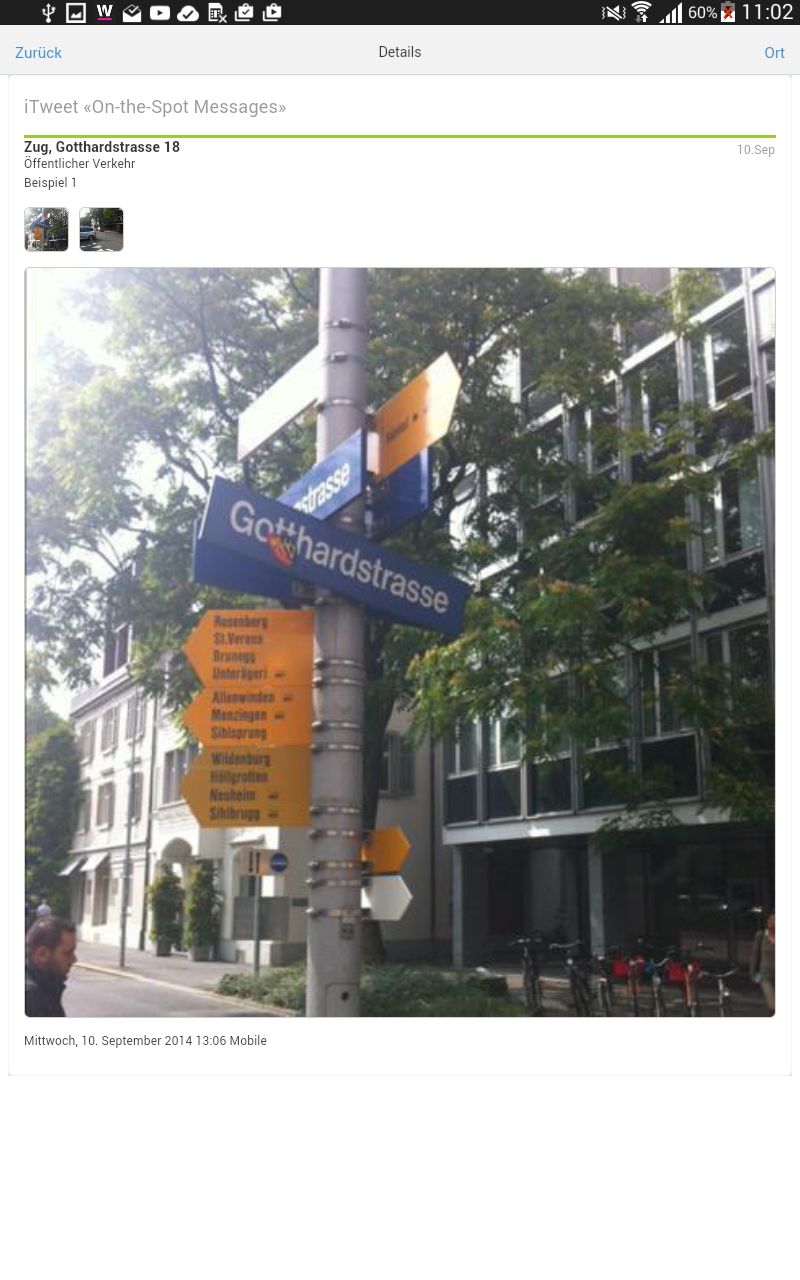 60% 11:02
Zurück Details Ort
iTweet «On-the-Spot Messages»
Zug, Gotthardstrasse 18
10.Sep
Öffentlicher Verkehr
Beispiel 1
Bahnhof
gstrasse
Gotthardstrasse
Rosenberg
St.Verena
Brunegg
Unterägeri
Allenwinden
Menzingen
Sihlsprung
Wildenburg
Höllgrotten
Neuheim
Sihlbrugg
Mittwoch, 10. September 2014 13:06 Mobile